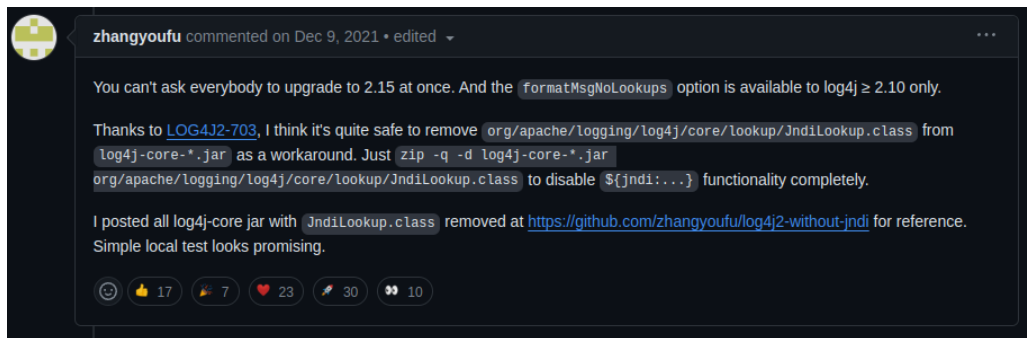 zhangyoufu commented on Dec 9, 2021 • edited
You can't ask everybody to upgrade to 2.15 at once. And the formatMsgNoLookups option is available to log4j ≥ 2.10 only.
Thanks to LOG4J2-703, I think it's quite safe to remove org/apache/logging/log4j/core/lookup/JndiLookup.class from
log4j-core-*.jar as a workaround. Just zip -q -d log4j-core-*.jar
org/apache/logging/log4j/core/lookup/JndiLookup.class to disable ${jndi:...} functionality completely.
I posted all log4j-core jar with JndiLookup.class removed at https://github.com/zhangyoufu/log4j2-without-jndi for reference.
Simple local test looks promising.
👍 17 🎉 7 ❤️ 23 🚀 30 👀 10